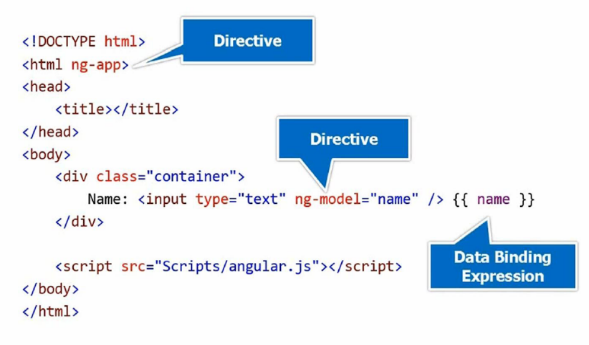 <!DOCTYPE html>
Directive
<html ng-app>
<head>
<title></title>
</head>
Directive
<body>
<div class="container">
Name: <input type="text" ng-model="name" /> {{ name }}
</div>
Data Binding
Expression
<script src="Scripts/angular.js"></script>
</body>
</html>